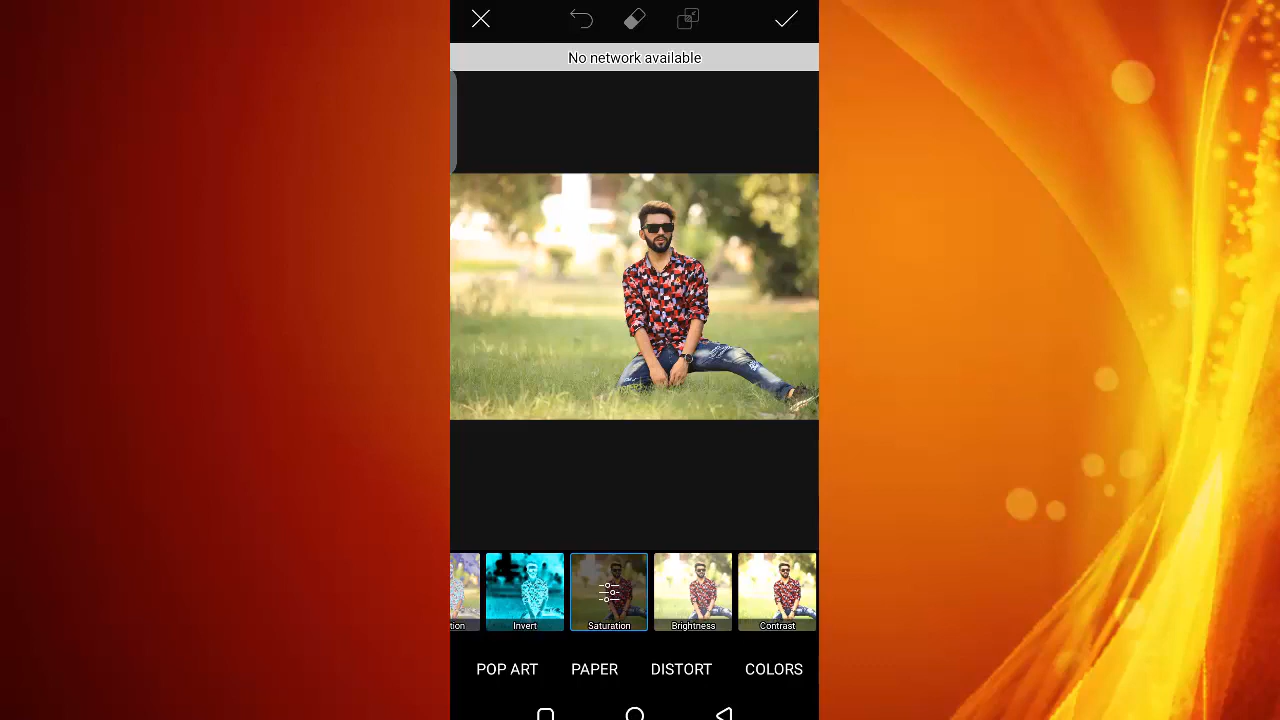 No network available
tion
Invert
Saturation
Brightness
Contrast
POP ART
PAPER
DISTORT
COLORS